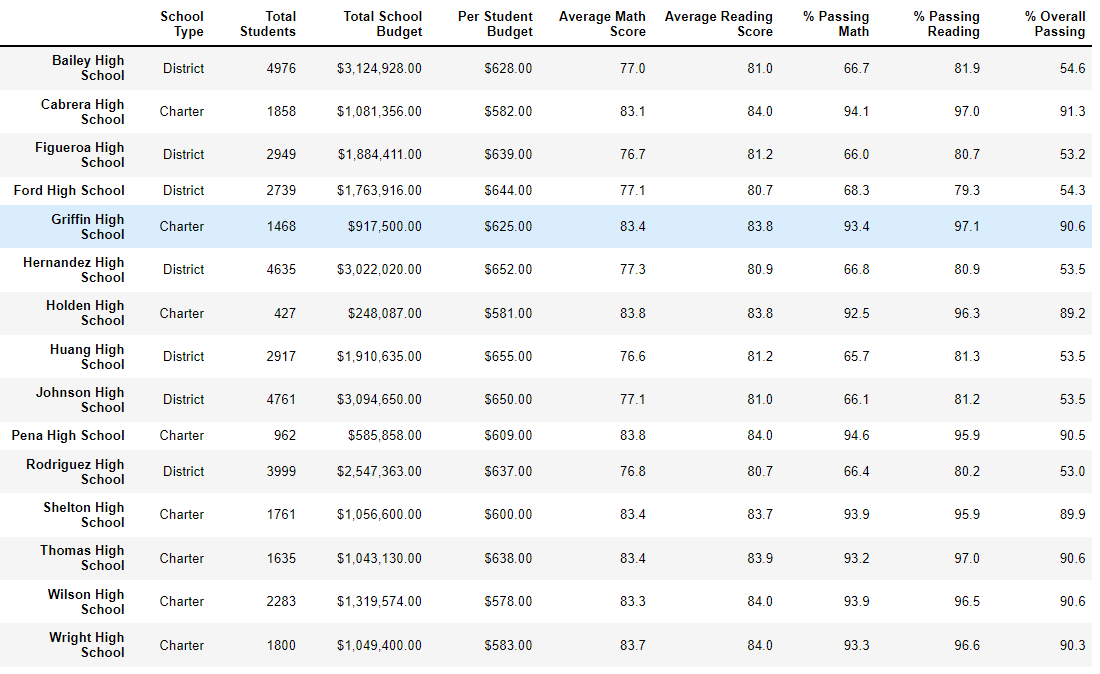 School Type Total Students Total School Budget Per Student Budget Average Math Score Average Reading Score % Passing Math % Passing Reading % Overall Passing
Bailey High School District 4976 $3,124,928.00 $628.00 77.0 81.0 66.7 81.9 54.6
Cabrera High School Charter 1858 $1,081,356.00 $582.00 83.1 84.0 94.1 97.0 91.3
Figueroa High School District 2949 $1,884,411.00 $639.00 76.7 81.2 66.0 80.7 53.2
Ford High School District 2739 $1,763,916.00 $644.00 77.1 80.7 68.3 79.3 54.3
Griffin High School Charter 1468 $917,500.00 $625.00 83.4 83.8 93.4 97.1 90.6
Hernandez High School District 4635 $3,022,020.00 $652.00 77.3 80.9 66.8 80.9 53.5
Holden High School Charter 427 $248,087.00 $581.00 83.8 83.8 92.5 96.3 89.2
Huang High School District 2917 $1,910,635.00 $655.00 76.6 81.2 65.7 81.3 53.5
Johnson High School District 4761 $3,094,650.00 $650.00 77.1 81.0 66.1 81.2 53.5
Pena High School Charter 962 $585,858.00 $609.00 83.8 84.0 94.6 95.9 90.5
Rodriguez High School District 3999 $2,547,363.00 $637.00 76.8 80.7 66.4 80.2 53.0
Shelton High School Charter 1761 $1,056,600.00 $600.00 83.4 83.7 93.9 95.9 89.9
Thomas High School Charter 1635 $1,043,130.00 $638.00 83.4 83.9 93.2 97.0 90.6
Wilson High School Charter 2283 $1,319,574.00 $578.00 83.3 84.0 93.9 96.5 90.6
Wright High School Charter 1800 $1,049,400.00 $583.00 83.7 84.0 93.3 96.6 90.3